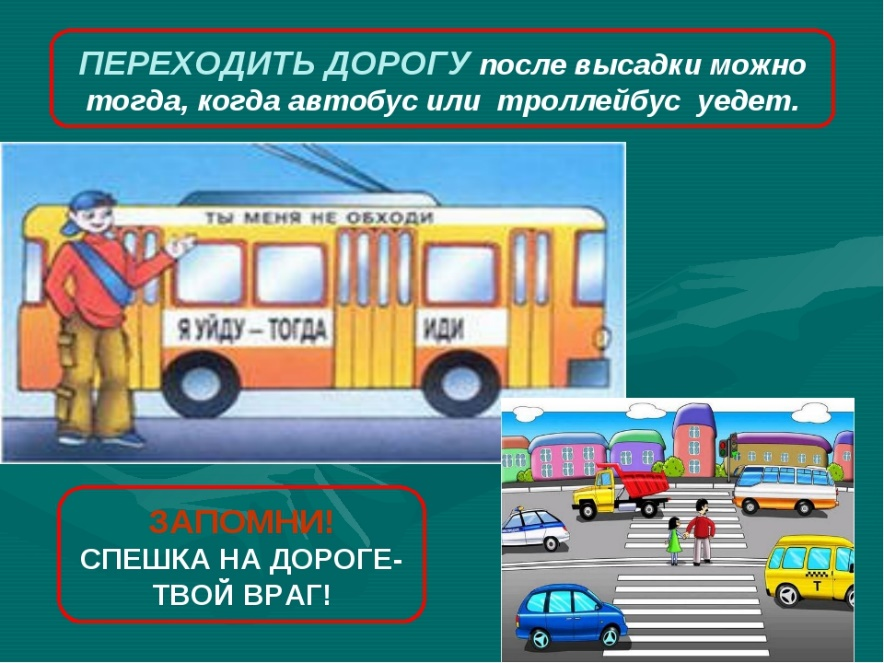 ПЕРЕХОДИТЬ ДОРОГУ после высадки можно
тогда, когда автобус или троллейбус уедет.
ТЫ МЕНЯ НЕ ОБХОДИ
Я УЙДУ – ТОГДА ИДИ
ЗАПОМНИ!
СПЕШКА НА ДОРОГЕ-
ТВОЙ ВРАГ!
Т